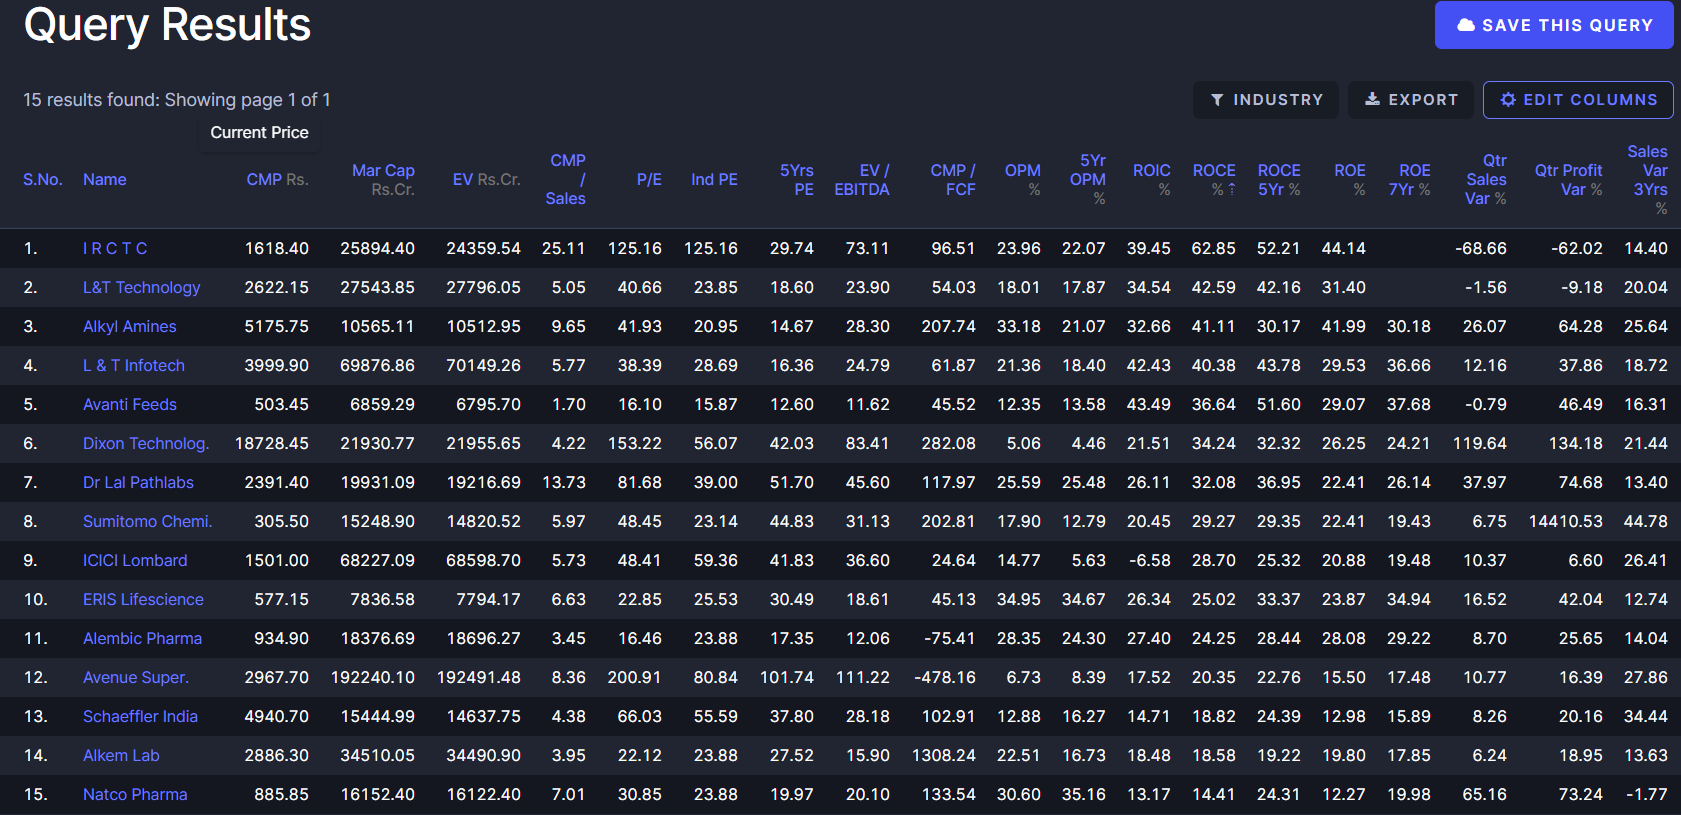 Query Results
SAVE THIS QUERY
15 results found: Showing page 1 of 1
INDUSTRY
EXPORT
EDIT COLUMNS
Current Price
S.No. Name CMP Rs. Mar Cap Rs.Cr. EV Rs.Cr. CMP / Sales P/E Ind PE 5Yrs PE EV / EBITDA CMP / FCF OPM % 5Yr OPM % ROIC % ROCE % ⇡ ROCE 5Yr % ROE % ROE 7Yr % Qtr Sales Var % Qtr Profit Var % Sales Var 3Yrs %
1. I R C T C 1618.40 25894.40 24359.54 25.11 125.16 125.16 29.74 73.11 96.51 23.96 22.07 39.45 62.85 52.21 44.14 -68.66 -62.02 14.40
2. L&T Technology 2622.15 27543.85 27796.05 5.05 40.66 23.85 18.60 23.90 54.03 18.01 17.87 34.54 42.59 42.16 31.40 -1.56 -9.18 20.04
3. Alkyl Amines 5175.75 10565.11 10512.95 9.65 41.93 20.95 14.67 28.30 207.74 33.18 21.07 32.66 41.11 30.17 41.99 30.18 26.07 64.28 25.64
4. L & T Infotech 3999.90 69876.86 70149.26 5.77 38.39 28.69 16.36 24.79 61.87 21.36 18.40 42.43 40.38 43.78 29.53 36.66 12.16 37.86 18.72
5. Avanti Feeds 503.45 6859.29 6795.70 1.70 16.10 15.87 12.60 11.62 45.52 12.35 13.58 43.49 36.64 51.60 29.07 37.68 -0.79 46.49 16.31
6. Dixon Technolog. 18728.45 21930.77 21955.65 4.22 153.22 56.07 42.03 83.41 282.08 5.06 4.46 21.51 34.24 32.32 26.25 24.21 119.64 134.18 21.44
7. Dr Lal Pathlabs 2391.40 19931.09 19216.69 13.73 81.68 39.00 51.70 45.60 117.97 25.59 25.48 26.11 32.08 36.95 22.41 26.14 37.97 74.68 13.40
8. Sumitomo Chemi. 305.50 15248.90 14820.52 5.97 48.45 23.14 44.83 31.13 202.81 17.90 12.79 20.45 29.27 29.35 22.41 19.43 6.75 14410.53 44.78
9. ICICI Lombard 1501.00 68227.09 68598.70 5.73 48.41 59.36 41.83 36.60 24.64 14.77 5.63 -6.58 28.70 25.32 20.88 19.48 10.37 6.60 26.41
10. ERIS Lifescience 577.15 7836.58 7794.17 6.63 22.85 25.53 30.49 18.61 45.13 34.95 34.67 26.34 25.02 33.37 23.87 34.94 16.52 42.04 12.74
11. Alembic Pharma 934.90 18376.69 18696.27 3.45 16.46 23.88 17.35 12.06 -75.41 28.35 24.30 27.40 24.25 28.44 28.08 29.22 8.70 25.65 14.04
12. Avenue Super. 2967.70 192240.10 192491.48 8.36 200.91 80.84 101.74 111.22 -478.16 6.73 8.39 17.52 20.35 22.76 15.50 17.48 10.77 16.39 27.86
13. Schaeffler India 4940.70 15444.99 14637.75 4.38 66.03 55.59 37.80 28.18 102.91 12.88 16.27 14.71 18.82 24.39 12.98 15.89 8.26 20.16 34.44
14. Alkem Lab 2886.30 34510.05 34490.90 3.95 22.12 23.88 27.52 15.90 1308.24 22.51 16.73 18.48 18.58 19.22 19.80 17.85 6.24 18.95 13.63
15. Natco Pharma 885.85 16152.40 16122.40 7.01 30.85 23.88 19.97 20.10 133.54 30.60 35.16 13.17 14.41 24.31 12.27 19.98 65.16 73.24 -1.77